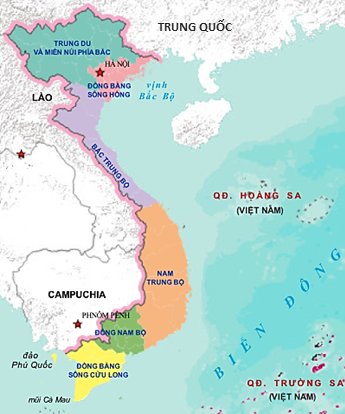 TRUNG QUỐC
TRUNG DU
VÀ MIỀN NÚI PHÍA BẮC
HÀ NỘI
ĐỒNG BẰNG
SÔNG HỒNG
vịnh
Bắc Bộ
LÀO
BẮC TRUNG BỘ
QĐ. HOÀNG SA
(VIỆT NAM)
NAM
TRUNG BỘ
BIỂN ĐÔNG
CAMPUCHIA
PHNÔM PÊNH
ĐÔNG NAM BỘ
đảo
Phú Quốc
ĐỒNG BẰNG
SÔNG CỬU LONG
QĐ. TRƯỜNG SA
(VIỆT NAM)
mũi Cà Mau